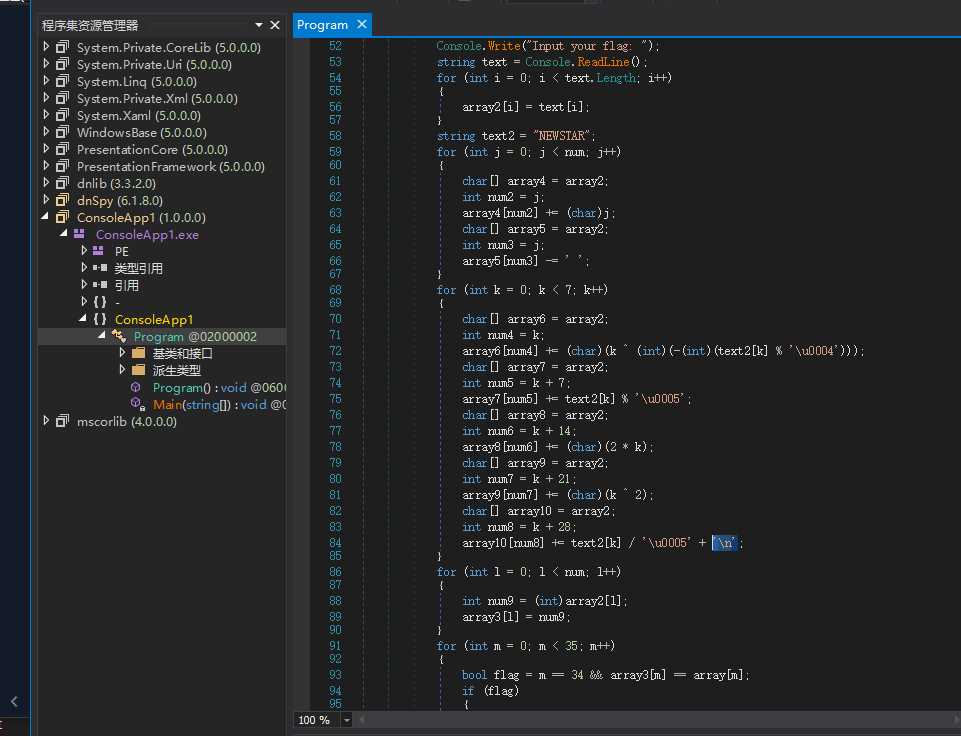 程序集资源管理器
System.Private.CoreLib (5.0.0.0)
System.Private.Uri (5.0.0.0)
System.Linq (5.0.0.0)
System.Private.Xml (5.0.0.0)
System.Xaml (5.0.0.0)
WindowsBase (5.0.0.0)
PresentationCore (5.0.0.0)
PresentationFramework (5.0.0.0)
dnlib (3.3.2.0)
dnSpy (6.1.8.0)
ConsoleApp1 (1.0.0.0)
ConsoleApp1.exe
PE
类型引用
引用
-
ConsoleApp1
Program @02000002
基类和接口
派生类型
Program() : void @060
Main(string[]) : void @0
mscorlib (4.0.0.0)
Program
52 Console.Write("Input your flag: ");
53 string text = Console.ReadLine();
54 for (int i = 0; i < text.Length; i++)
55 {
56 array2[i] = text[i];
57 }
58 string text2 = "NEWSTAR";
59 for (int j = 0; j < num; j++)
60 {
61 char[] array4 = array2;
62 int num2 = j;
63 array4[num2] += (char)j;
64 char[] array5 = array2;
65 int num3 = j;
66 array5[num3] -= ' ';
67 }
68 for (int k = 0; k < 7; k++)
69 {
70 char[] array6 = array2;
71 int num4 = k;
72 array6[num4] += (char)(k ^ (int)(-(int)(text2[k] % '\u0004')));
73 char[] array7 = array2;
74 int num5 = k + 7;
75 array7[num5] += text2[k] % '\u0005';
76 char[] array8 = array2;
77 int num6 = k + 14;
78 array8[num6] += (char)(2 * k);
79 char[] array9 = array2;
80 int num7 = k + 21;
81 array9[num7] += (char)(k ^ 2);
82 char[] array10 = array2;
83 int num8 = k + 28;
84 array10[num8] += text2[k] / '\u0005' + '\n';
85 }
86 for (int l = 0; l < num; l++)
87 {
88 int num9 = (int)array2[l];
89 array3[l] = num9;
90 }
91 for (int m = 0; m < 35; m++)
92 {
93 bool flag = m == 34 && array3[m] == array[m];
94 if (flag)
95 {
100 %